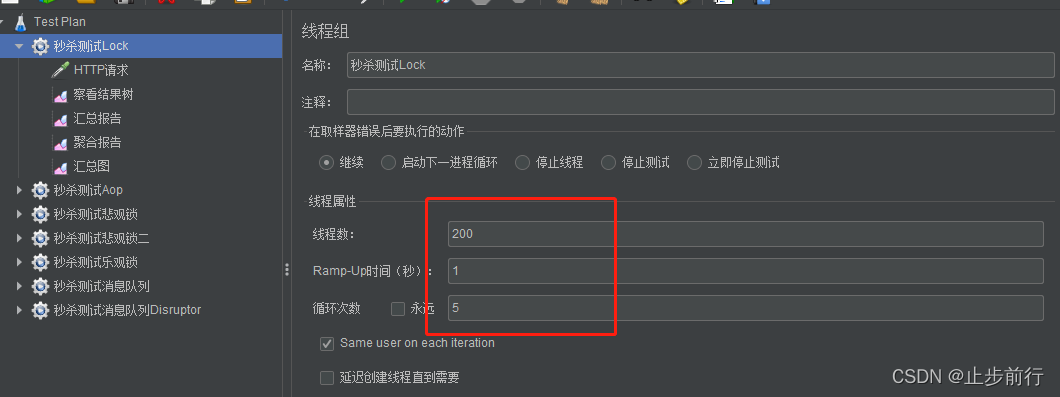 Test Plan
秒杀测试Lock
HTTP请求
察看结果树
汇总报告
聚合报告
汇总图
秒杀测试Aop
秒杀测试悲观锁
秒杀测试悲观锁二
秒杀测试乐观锁
秒杀测试消息队列
秒杀测试消息队列Disruptor
线程组
名称： 秒杀测试Lock
注释：
在取样器错误后要执行的动作
继续 启动下一进程循环 停止线程 停止测试 立即停止测试
线程属性
线程数： 200
Ramp-Up时间（秒）： 1
循环次数 永远 5
Same user on each iteration
延迟创建线程直到需要
CSDN @止步前行